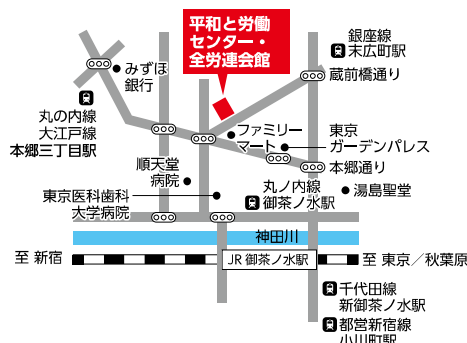 平和と労働
センター・
全労連会館
銀座線
末広町駅
蔵前橋通り
みずほ
銀行
丸の内線
大江戸線
本郷三丁目駅
ファミリー
マート
東京
ガーデンパレス
本郷通り
順天堂
病院
丸ノ内線
御茶ノ水駅
湯島聖堂
東京医科歯科
大学病院
神田川
至 新宿
JR 御茶ノ水駅
至 東京／秋葉原
千代田線
新御茶ノ水駅
都営新宿線
小川町駅